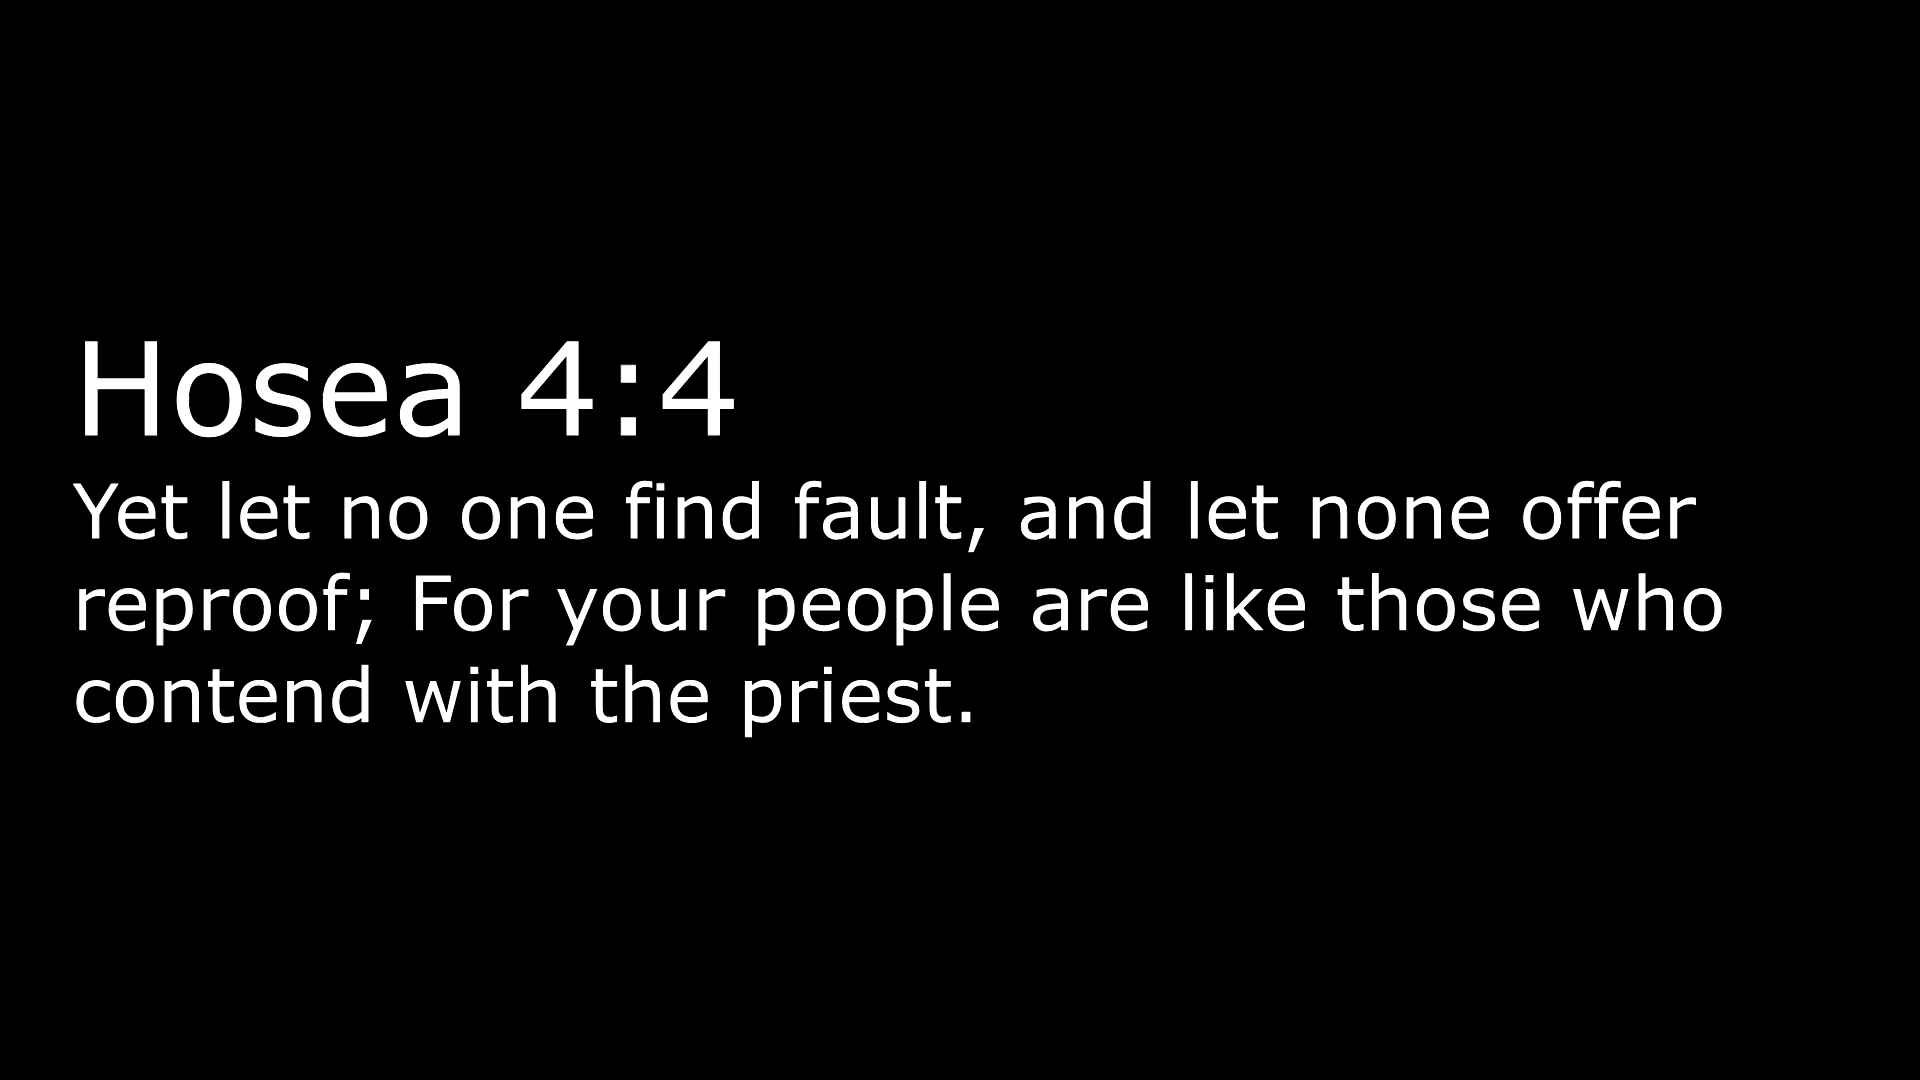 Hosea 4:4
Yet let no one find fault, and let none offer
reproof; For your people are like those who
contend with the priest.